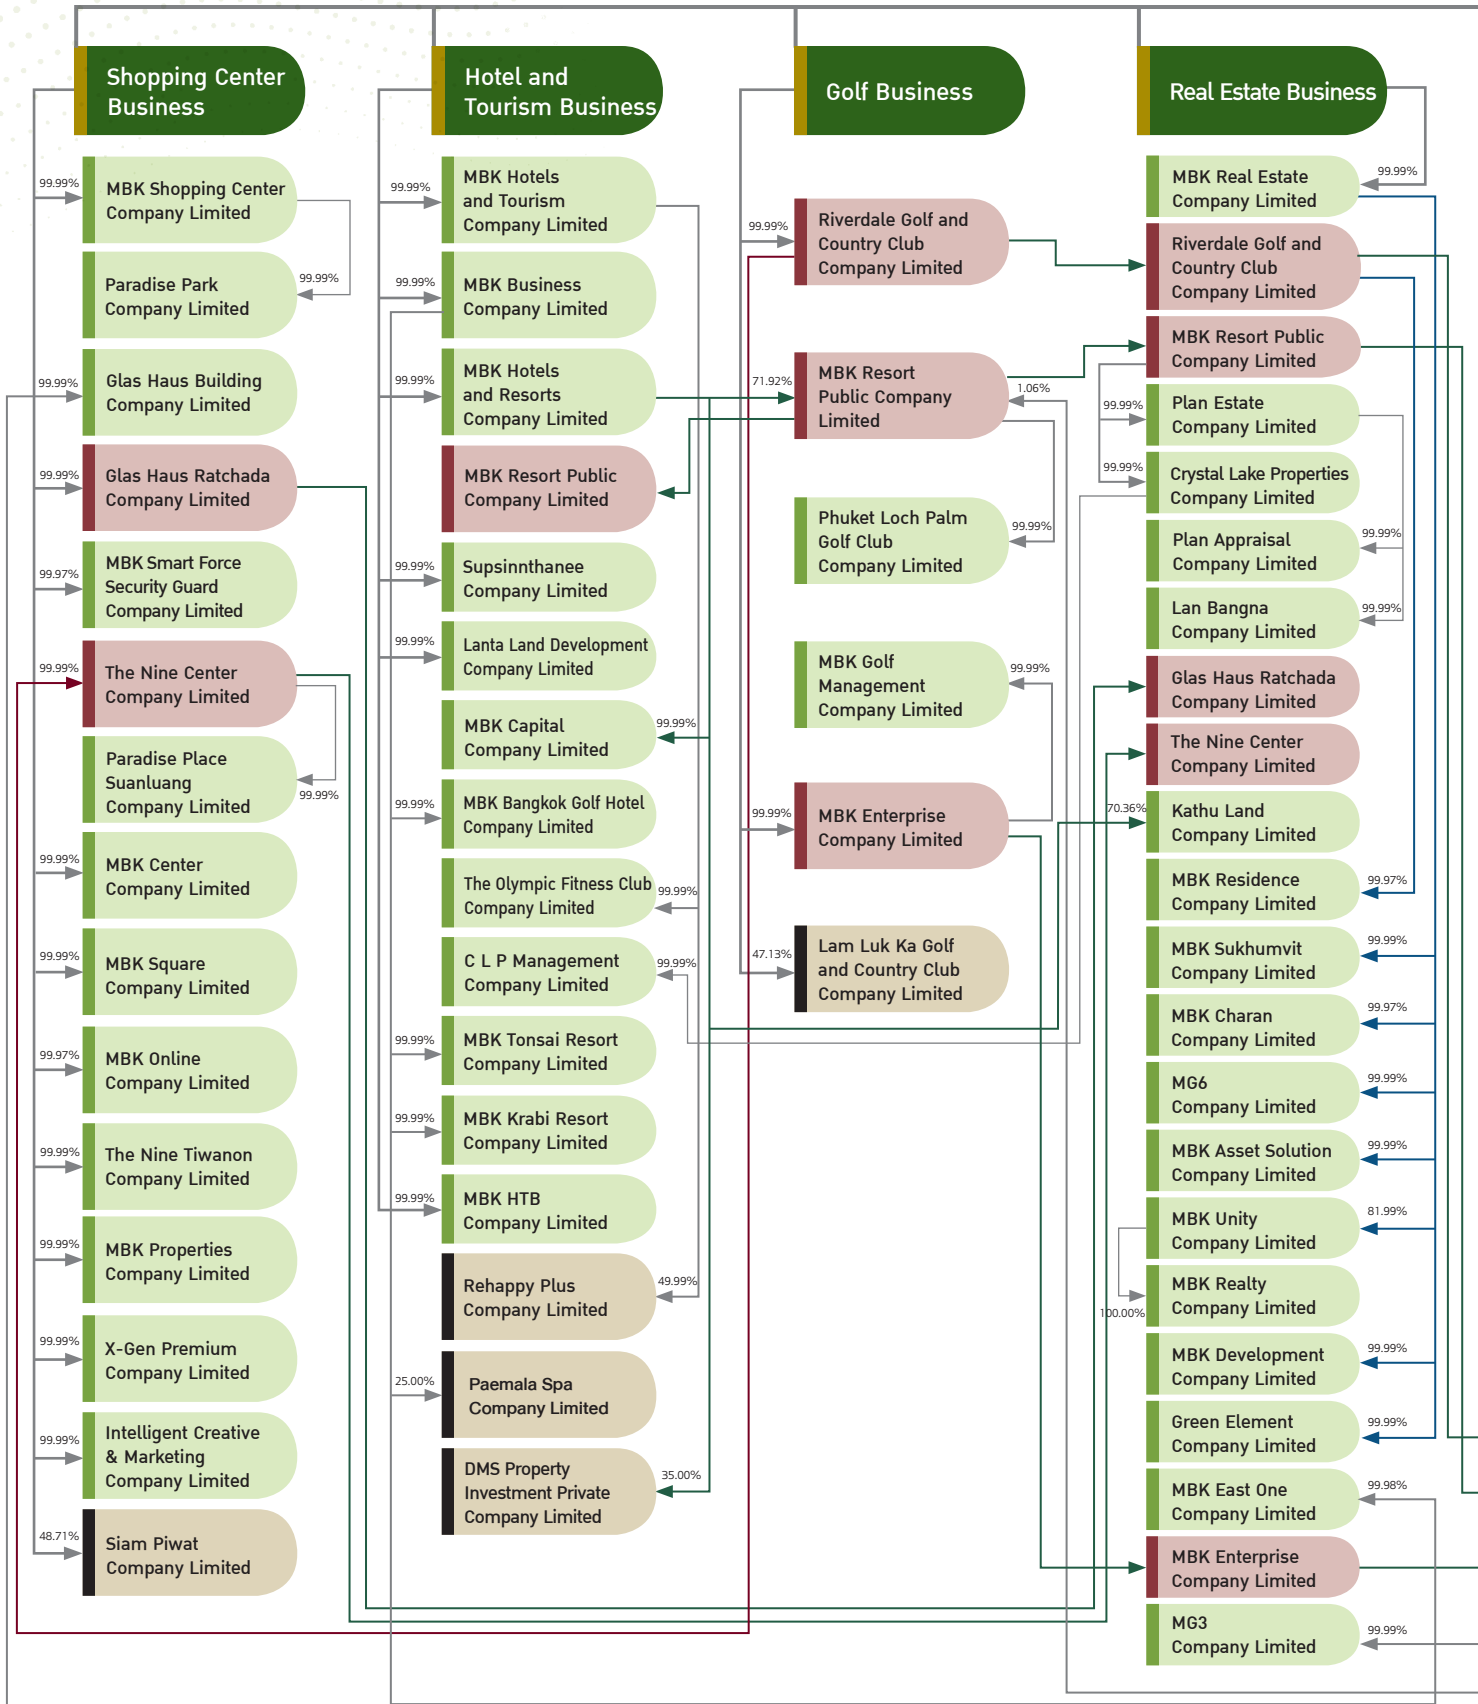 Shopping Center
Business
99.99%
MBK Shopping Center
Company Limited
Paradise Park
Company Limited
99.99%
99.99%
Glas Haus Building
Company Limited
99.99%
Glas Haus Ratchada
Company Limited
99.97%
MBK Smart Force
Security Guard
Company Limited
99.99%
The Nine Center
Company Limited
Paradise Place
Suanluang
Company Limited
99.99%
99.99%
MBK Center
Company Limited
99.99%
MBK Square
Company Limited
99.97%
MBK Online
Company Limited
99.99%
The Nine Tiwanon
Company Limited
99.99%
MBK Properties
Company Limited
99.99%
X-Gen Premium
Company Limited
99.99%
Intelligent Creative
& Marketing
Company Limited
48.71%
Siam Piwat
Company Limited
Hotel and
Tourism Business
99.99%
MBK Hotels
and Tourism
Company Limited
99.99%
MBK Business
Company Limited
99.99%
MBK Hotels
and Resorts
Company Limited
MBK Resort Public
Company Limited
99.99%
Supsinnthanee
Company Limited
99.99%
Lanta Land Development
Company Limited
MBK Capital
Company Limited
99.99%
99.99%
MBK Bangkok Golf Hotel
Company Limited
The Olympic Fitness Club
Company Limited
99.99%
C L P Management
Company Limited
99.99%
99.99%
MBK Tonsai Resort
Company Limited
99.99%
MBK Krabi Resort
Company Limited
99.99%
MBK HTB
Company Limited
Rehappy Plus
Company Limited
49.99%
25.00%
Paemala Spa
Company Limited
DMS Property
Investment Private
Company Limited
35.00%
Golf Business
99.99%
Riverdale Golf and
Country Club
Company Limited
71.92%
MBK Resort
Public Company
Limited
1.06%
Phuket Loch Palm
Golf Club
Company Limited
99.99%
MBK Golf
Management
Company Limited
99.99%
99.99%
MBK Enterprise
Company Limited
47.13%
Lam Luk Ka Golf
and Country Club
Company Limited
Real Estate Business
MBK Real Estate
Company Limited
99.99%
Riverdale Golf and
Country Club
Company Limited
MBK Resort Public
Company Limited
99.99%
Plan Estate
Company Limited
99.99%
Crystal Lake Properties
Company Limited
Plan Appraisal
Company Limited
99.99%
Lan Bangna
Company Limited
99.99%
Glas Haus Ratchada
Company Limited
The Nine Center
Company Limited
70.36%
Kathu Land
Company Limited
MBK Residence
Company Limited
99.97%
MBK Sukhumvit
Company Limited
99.99%
MBK Charan
Company Limited
99.97%
MG6
Company Limited
99.99%
MBK Asset Solution
Company Limited
99.99%
MBK Unity
Company Limited
81.99%
MBK Realty
Company Limited
100.00%
MBK Development
Company Limited
99.99%
Green Element
Company Limited
99.99%
MBK East One
Company Limited
99.98%
MBK Enterprise
Company Limited
MG3
Company Limited
99.99%